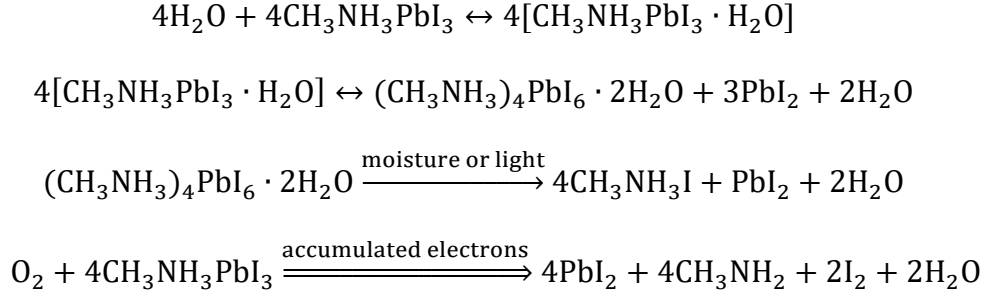 4H₂O + 4CH₃NH₃PbI₃ ↔ 4[CH₃NH₃PbI₃ · H₂O]
4[CH₃NH₃PbI₃ · H₂O] ↔ (CH₃NH₃)₄PbI₆ · 2H₂O + 3PbI₂ + 2H₂O
(CH₃NH₃)₄PbI₆ · 2H₂O —moisture or light→ 4CH₃NH₃I + PbI₂ + 2H₂O
O₂ + 4CH₃NH₃PbI₃ =accumulated electrons⇒ 4PbI₂ + 4CH₃NH₂ + 2I₂ + 2H₂O